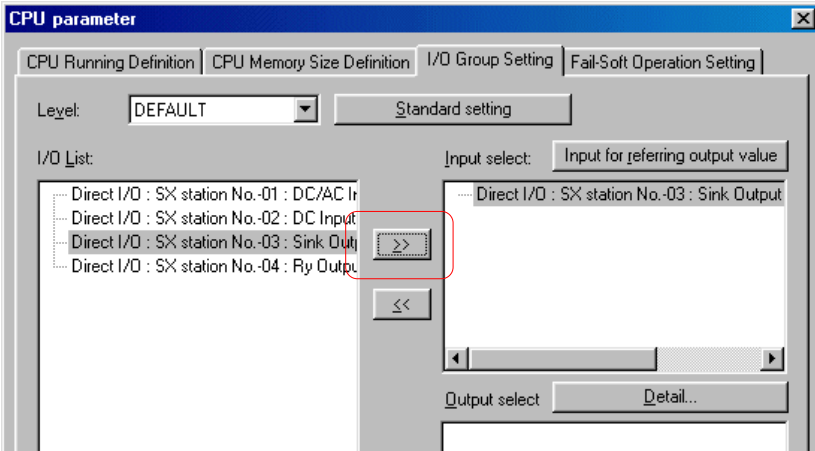 CPU parameter
CPU Running Definition CPU Memory Size Definition I/O Group Setting Fail-Soft Operation Setting
Level: DEFAULT Standard setting
I/O List:
Input select: Input for referring output value
Direct I/O : SX station No.-01 : DC/AC
Direct I/O : SX station No.-02 : DC Input
Direct I/O : SX station No.-03 : Sink
Direct I/O : SX station No.-04 : Ry
>>
<<
Direct I/O : SX station No.-03 : Sink Output
Output select Detail...